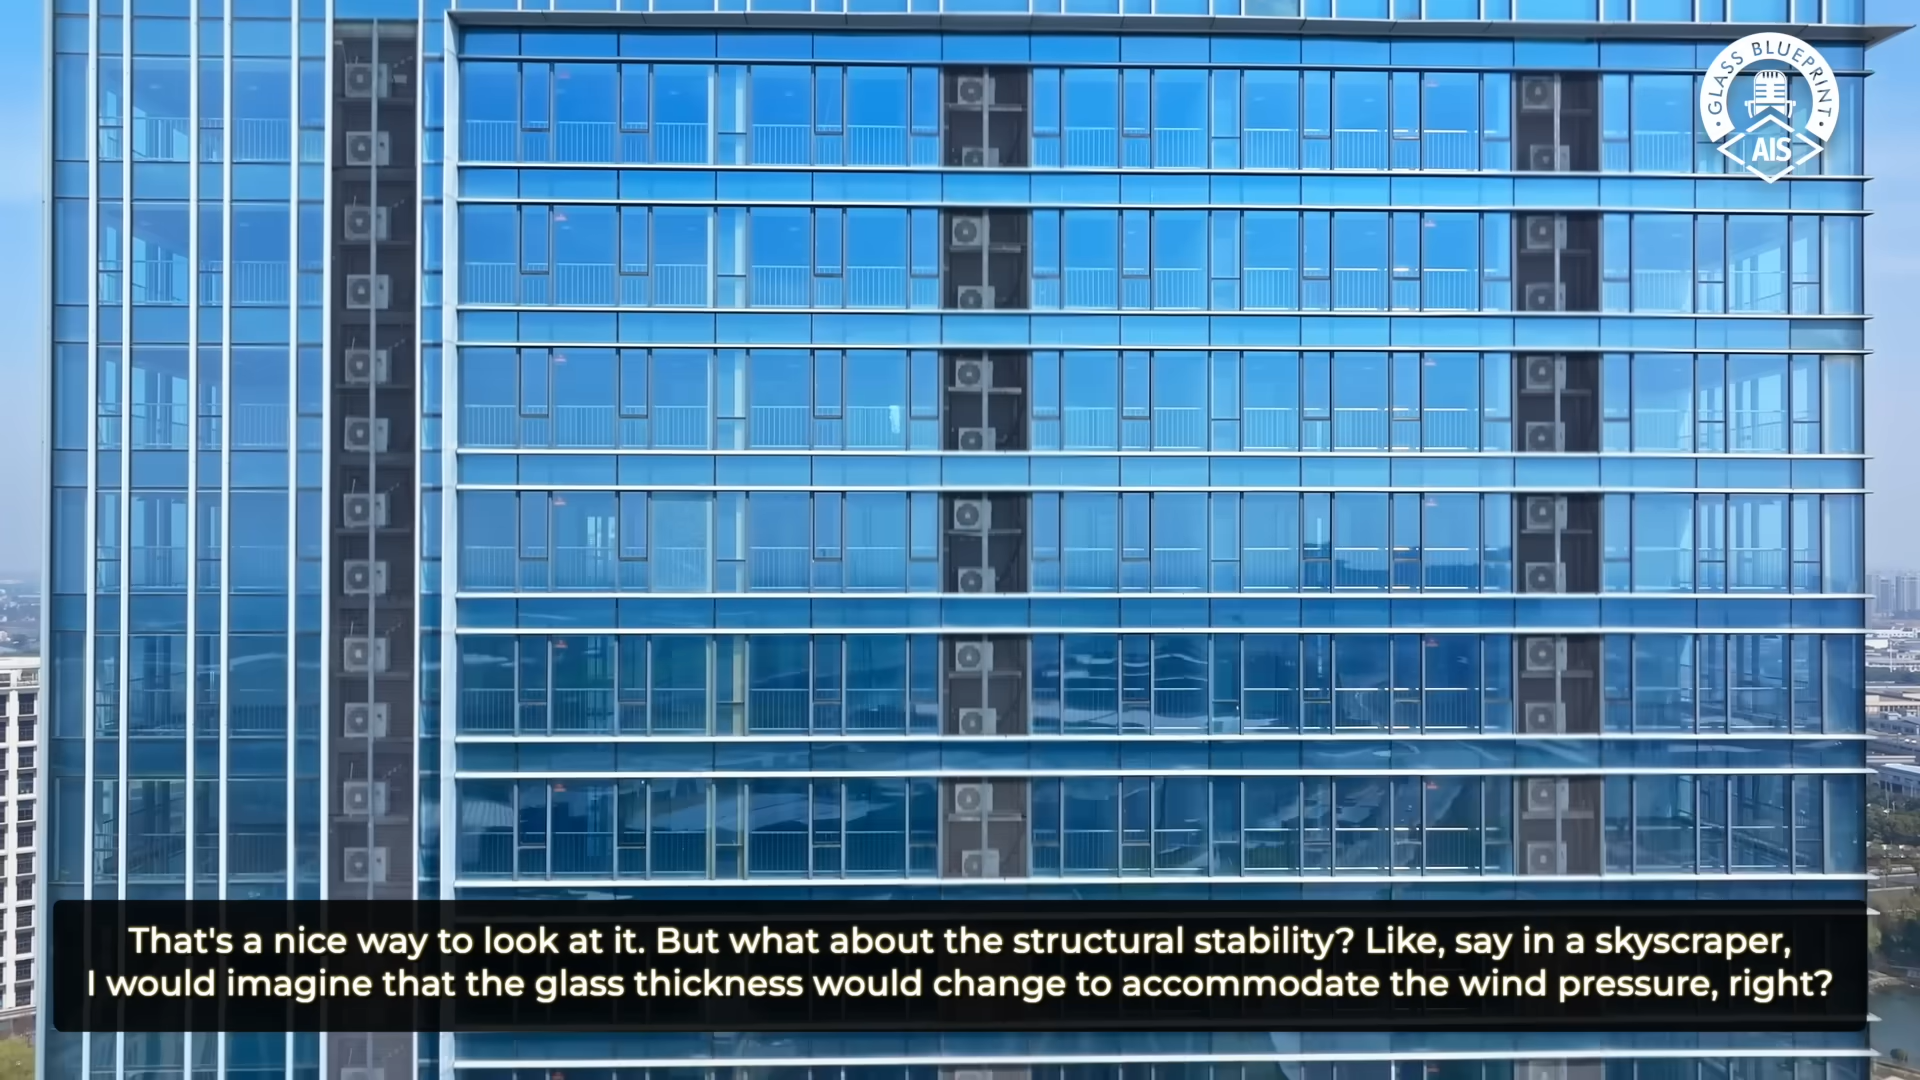 GLASS BLUEPRINT
AIS
That's a nice way to look at it. But what about the structural stability? Like, say in a skyscraper,
I would imagine that the glass thickness would change to accommodate the wind pressure, right?